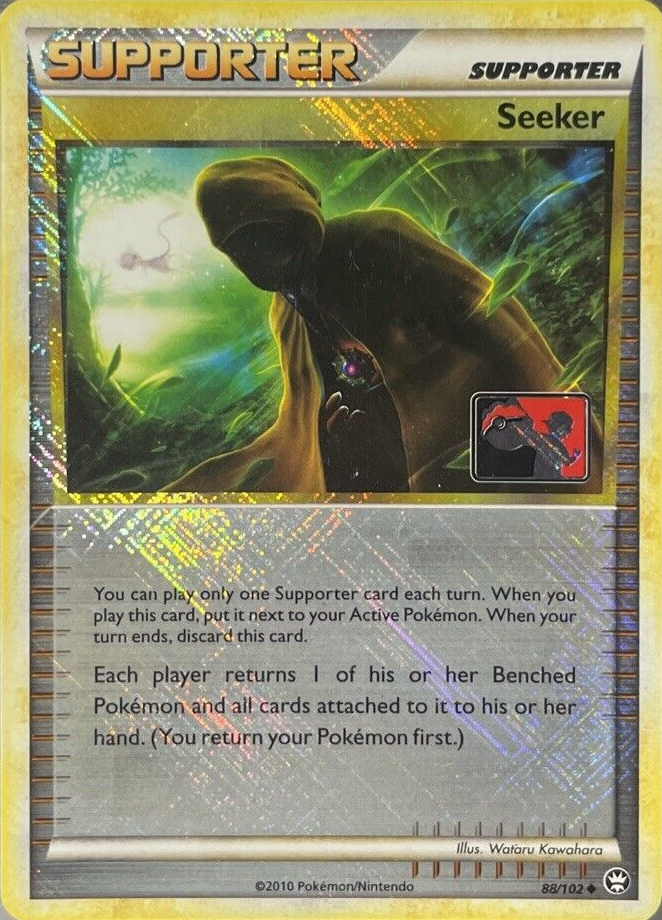 SUPPORTER
SUPPORTER
Seeker
You can play only one Supporter card each turn. When you
play this card, put it next to your Active Pokémon. When your
turn ends, discard this card.
Each player returns 1 of his or her Benched
Pokémon and all cards attached to it to his or her
hand. (You return your Pokémon first.)
Illus. Wataru Kawahara
©2010 Pokémon/Nintendo
88/102